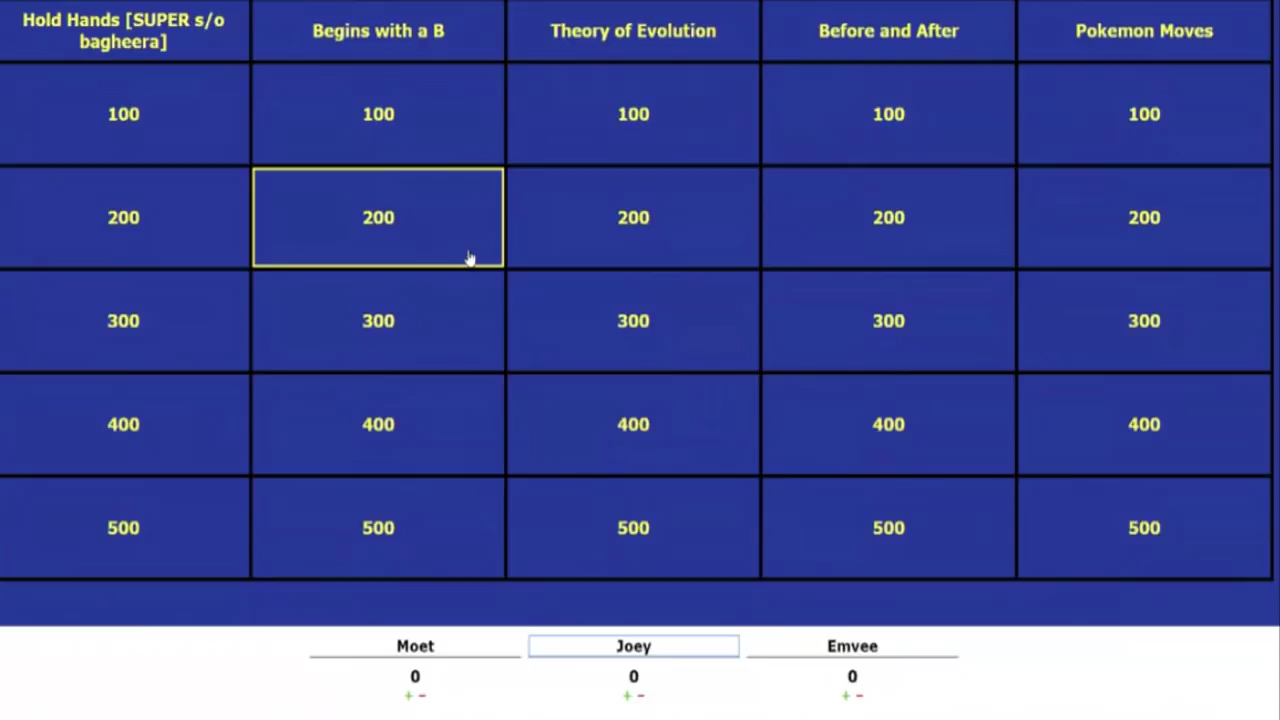 Hold Hands [SUPER s/o
bagheera]
Begins with a B
Theory of Evolution
Before and After
Pokemon Moves
100 100 100 100 100
200 200 200 200 200
300 300 300 300 300
400 400 400 400 400
500 500 500 500 500
Moet Joey Emvee
0 0 0
+ - + - + -